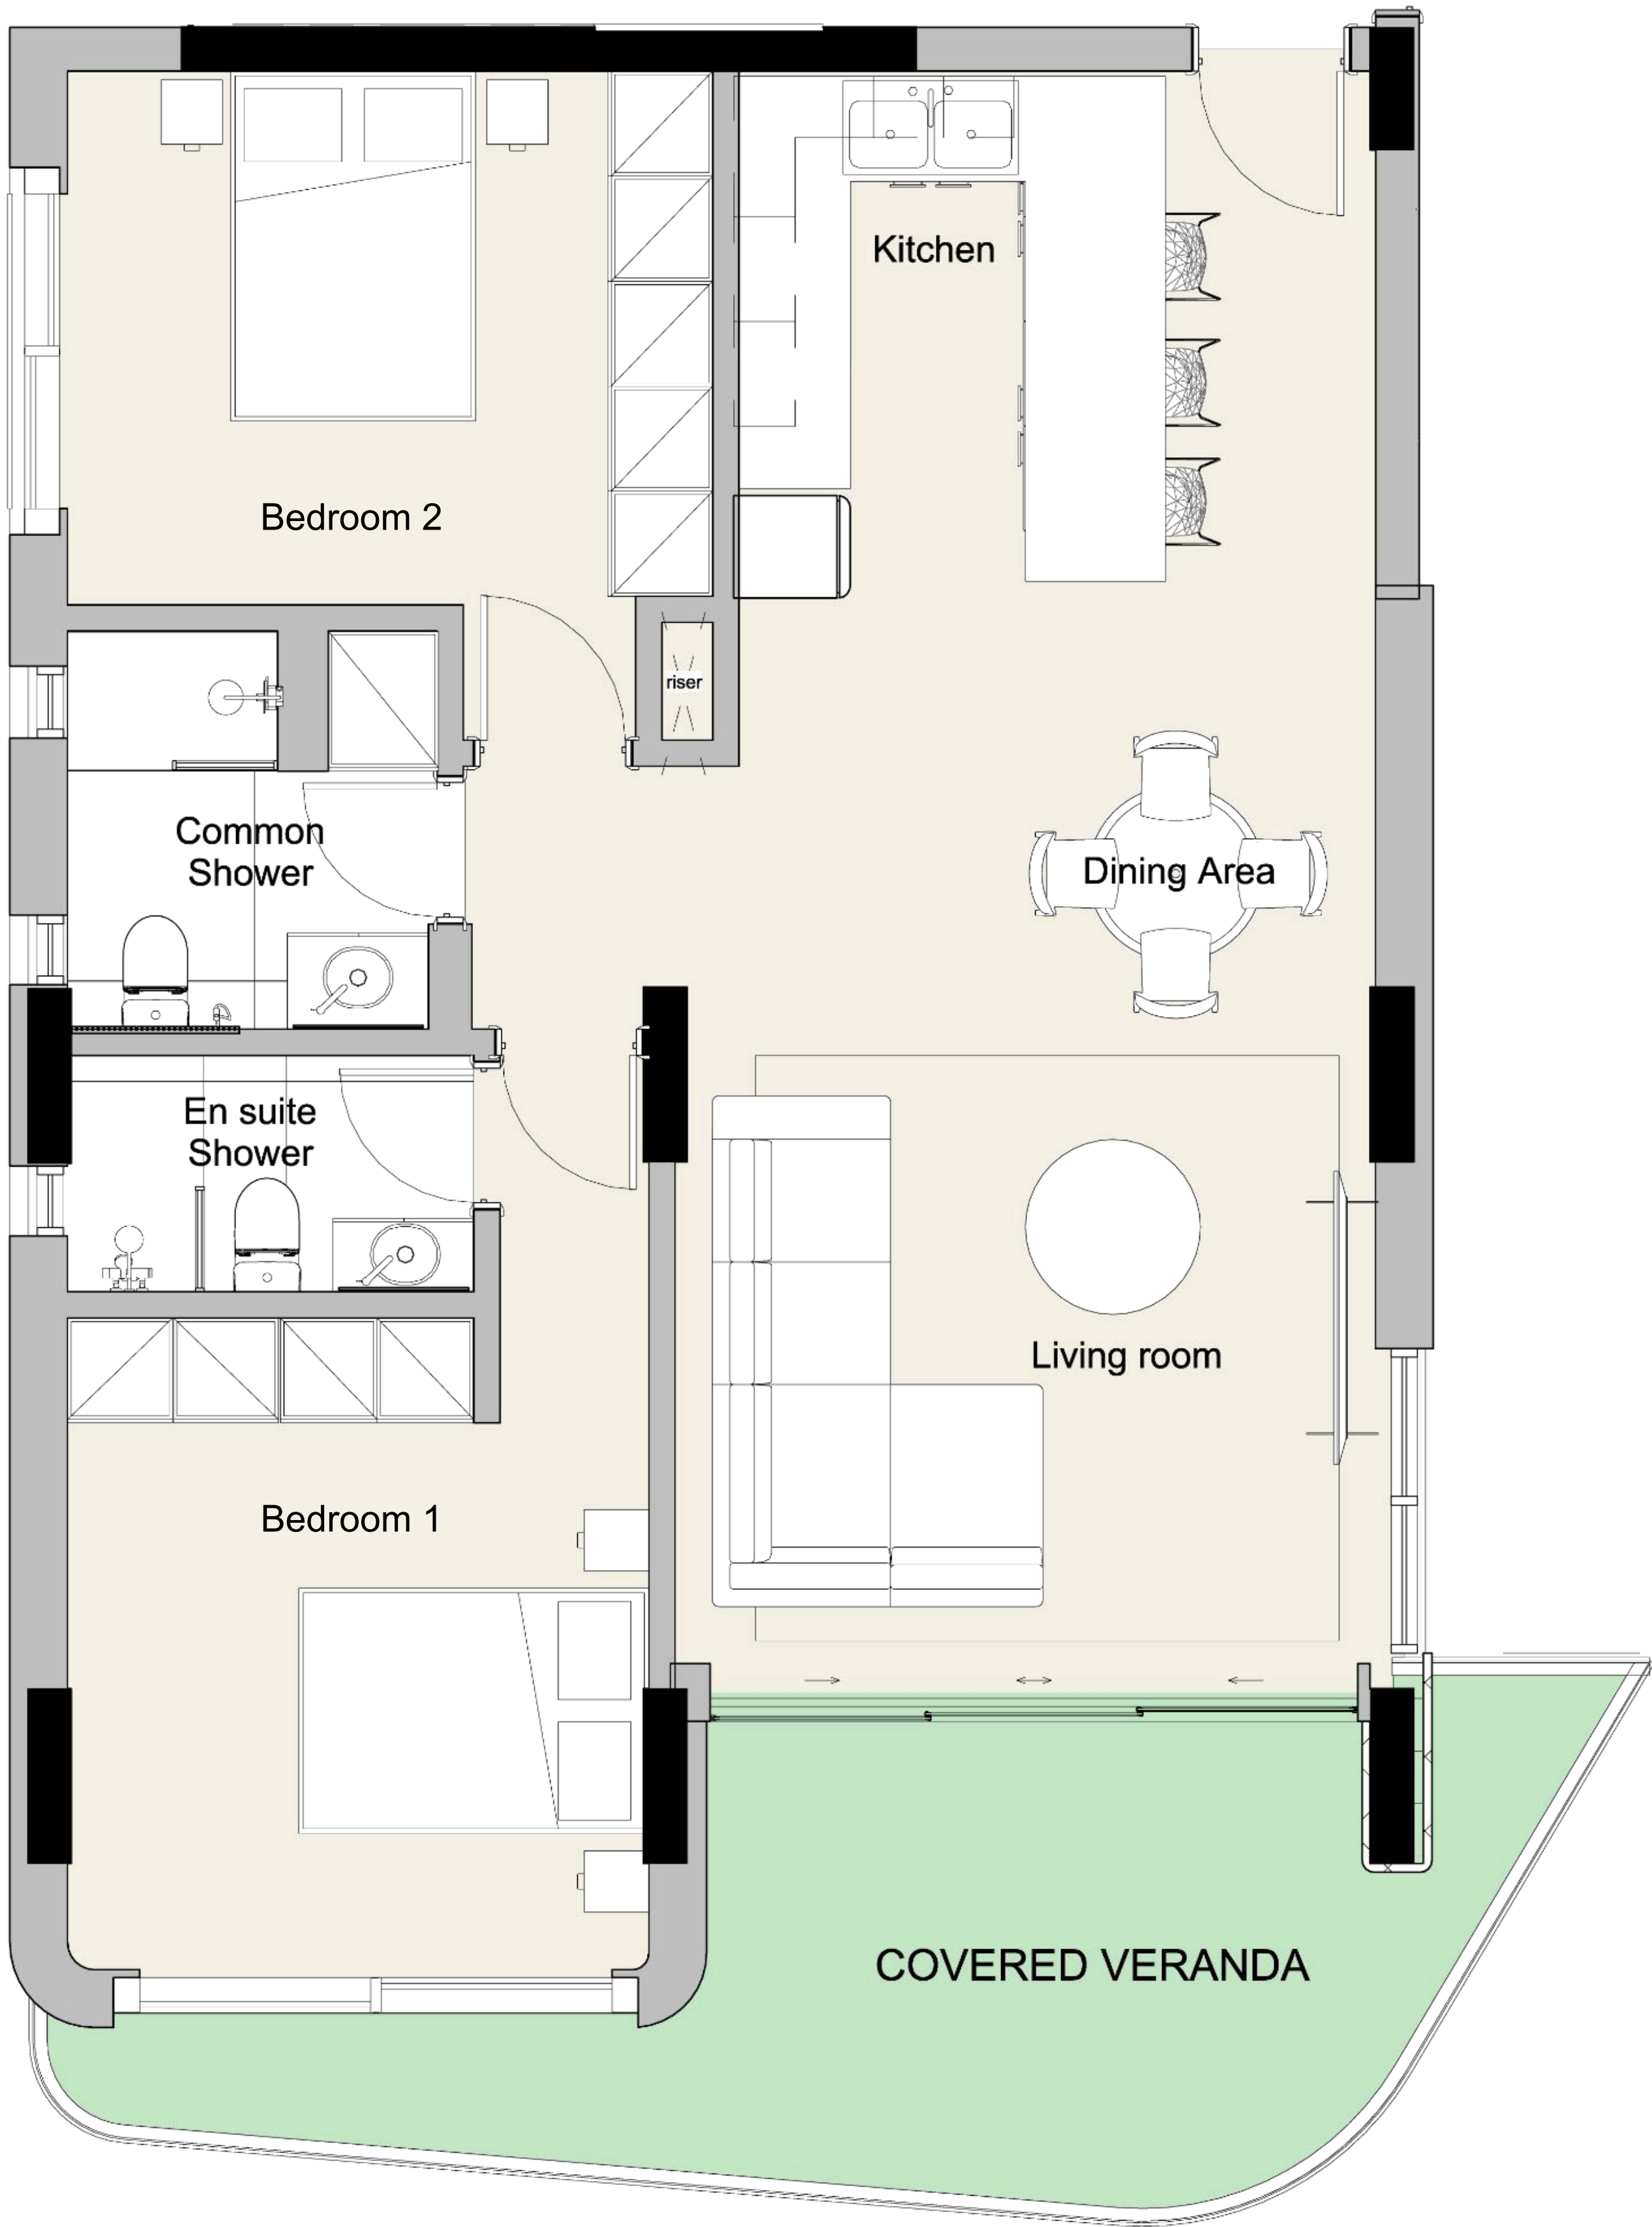 Kitchen
Bedroom 2
riser
Common
Shower
Dining Area
En suite
Shower
Living room
Bedroom 1
COVERED VERANDA